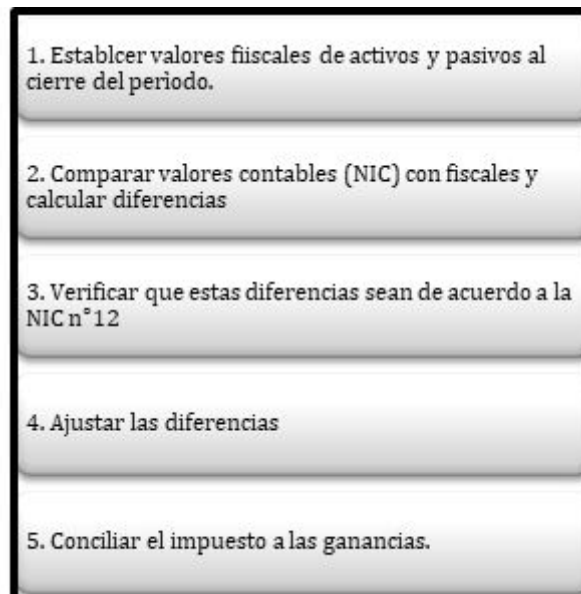 1. Establcer valores fiiscales de activos y pasivos al
cierre del perìodo.
2. Comparar valores contables (NIC) con fiscales y
calcular diferencias
3. Verificar que estas diferencias sean de acuerdo a la
NIC n°12
4. Ajustar las diferencias
5. Conciliar el impuesto a las ganancias.